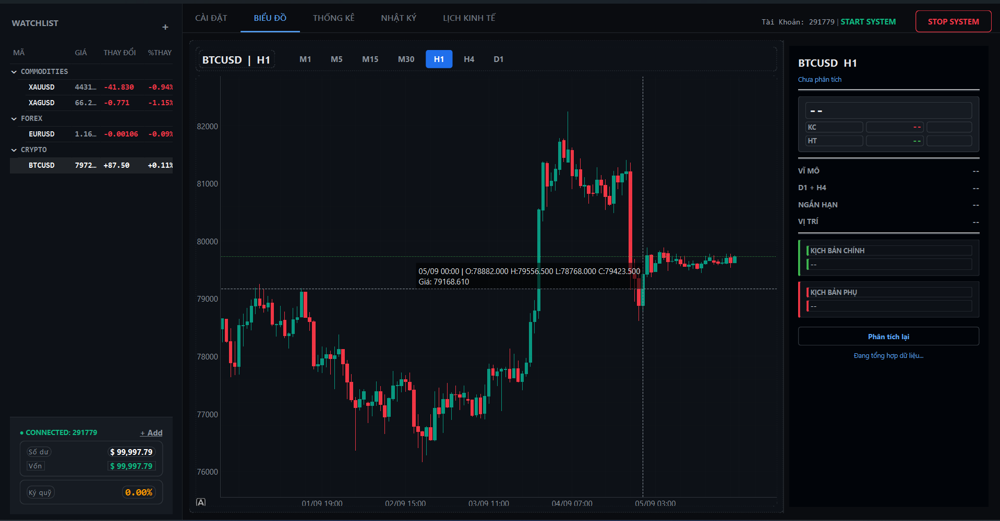 WATCHLIST
+
MÃ GIÁ THAY ĐỔI %THAY
COMMODITIES
XAUUSD 4431... -41.830 -0.94%
XAGUSD 66.2... -0.771 -1.15%
FOREX
EURUSD 1.16... -0.00106 -0.09%
CRYPTO
BTCUSD 7972... +87.50 +0.11%
CONNECTED: 291779 + Add
Số dư $ 99,997.79
Vốn $ 99,997.79
Ký quỹ 0.00%
CÀI ĐẶT BIỂU ĐỒ THỐNG KÊ NHẬT KÝ LỊCH KINH TẾ
Tài Khoản: 291779 | START SYSTEM STOP SYSTEM
BTCUSD | H1 M1 M5 M15 M30 H1 H4 D1
82000
81000
80000
79000
78000
77000
76000
05/09 00:00 | O:78882.000 H:79556.500 L:78768.000 C:79423.500
Giá: 79168.610
A
01/09 19:00 02/09 15:00 03/09 11:00 04/09 07:00 05/09 03:00
BTCUSD H1
Chưa phân tích
--
KC --
HT --
VĨ MÔ --
D1 + H4 --
NGẮN HẠN --
VỊ TRÍ --
KỊCH BẢN CHÍNH
--
KỊCH BẢN PHỤ
--
Phân tích lại
Đang tổng hợp dữ liệu...